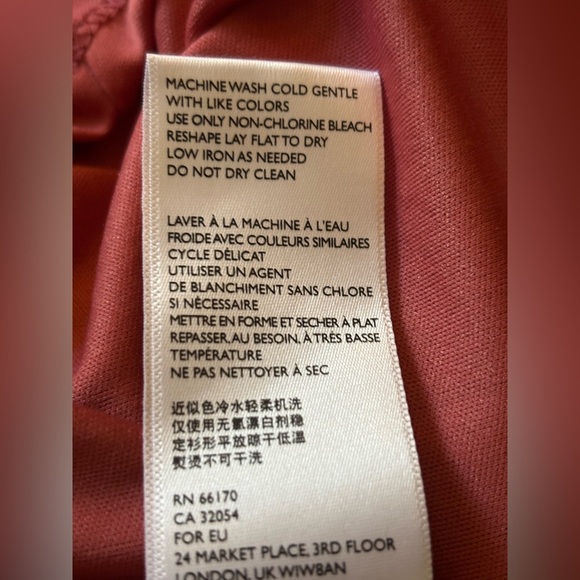 MACHINE WASH COLD GENTLE
WITH LIKE COLORS
USE ONLY NON-CHLORINE BLEACH
RESHAPE LAY FLAT TO DRY
LOW IRON AS NEEDED
DO NOT DRY CLEAN
LAVER À LA MACHINE À L'EAU
FROIDE AVEC COULEURS SIMILAIRES
CYCLE DÉLICAT
UTILISER UN AGENT
DE BLANCHIMENT SANS CHLORE
SI NÉCESSAIRE
METTRE EN FORME ET SECHER À PLAT
REPASSER. AU BESOIN. À TRÈS BASSE
TEMPÉRATURE
NE PAS NETTOYER À SEC
近似色冷水轻柔机洗
仅使用无氯漂白剂稳
定衫形平放晾干低温
熨烫不可干洗
RN 66170
CA 32054
FOR EU
24 MARKET PLACE, 3RD FLOOR
LONDON, UK WIWBAN